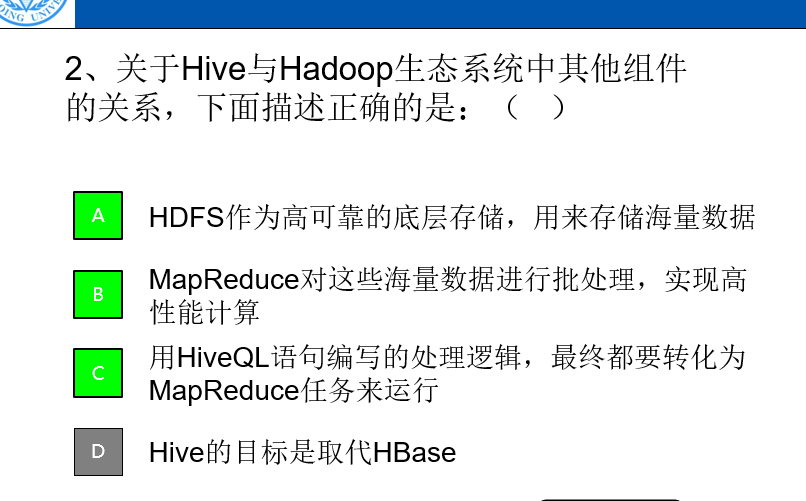 ING UNIV
2、关于Hive与Hadoop生态系统中其他组件
的关系，下面描述正确的是：（ ）
A
HDFS作为高可靠的底层存储，用来存储海量数据
B
MapReduce对这些海量数据进行批处理，实现高
性能计算
C
用HiveQL语句编写的处理逻辑，最终都要转化为
MapReduce任务来运行
D
Hive的目标是取代HBase